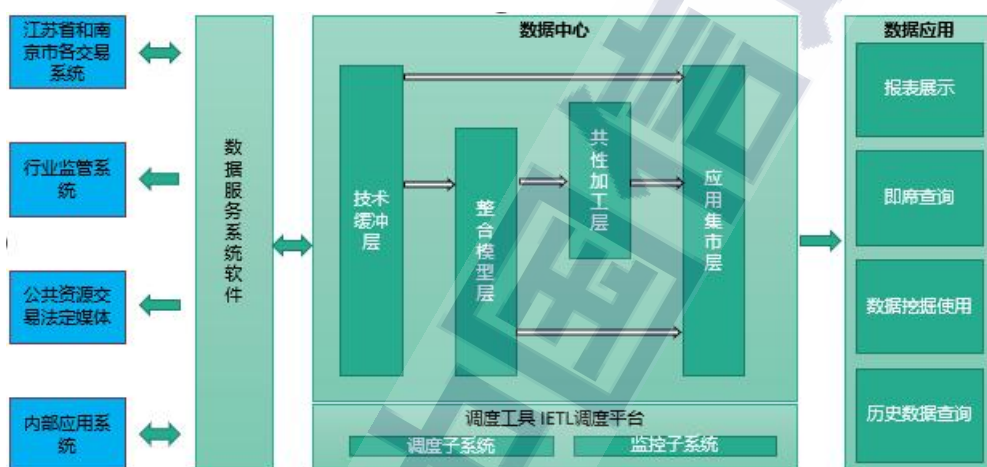 江苏省和南
京市各交易
系统
行业监管系
统
公共资源交
易法定媒体
内部应用系
统
数据服务系统软件
数据中心
技术
缓冲
层
整合模型层
共性加工层
应用集市层
调度工具 IETL调度平台
调度子系统
监控子系统
数据应用
报表展示
即席查询
数据挖掘使用
历史数据查询